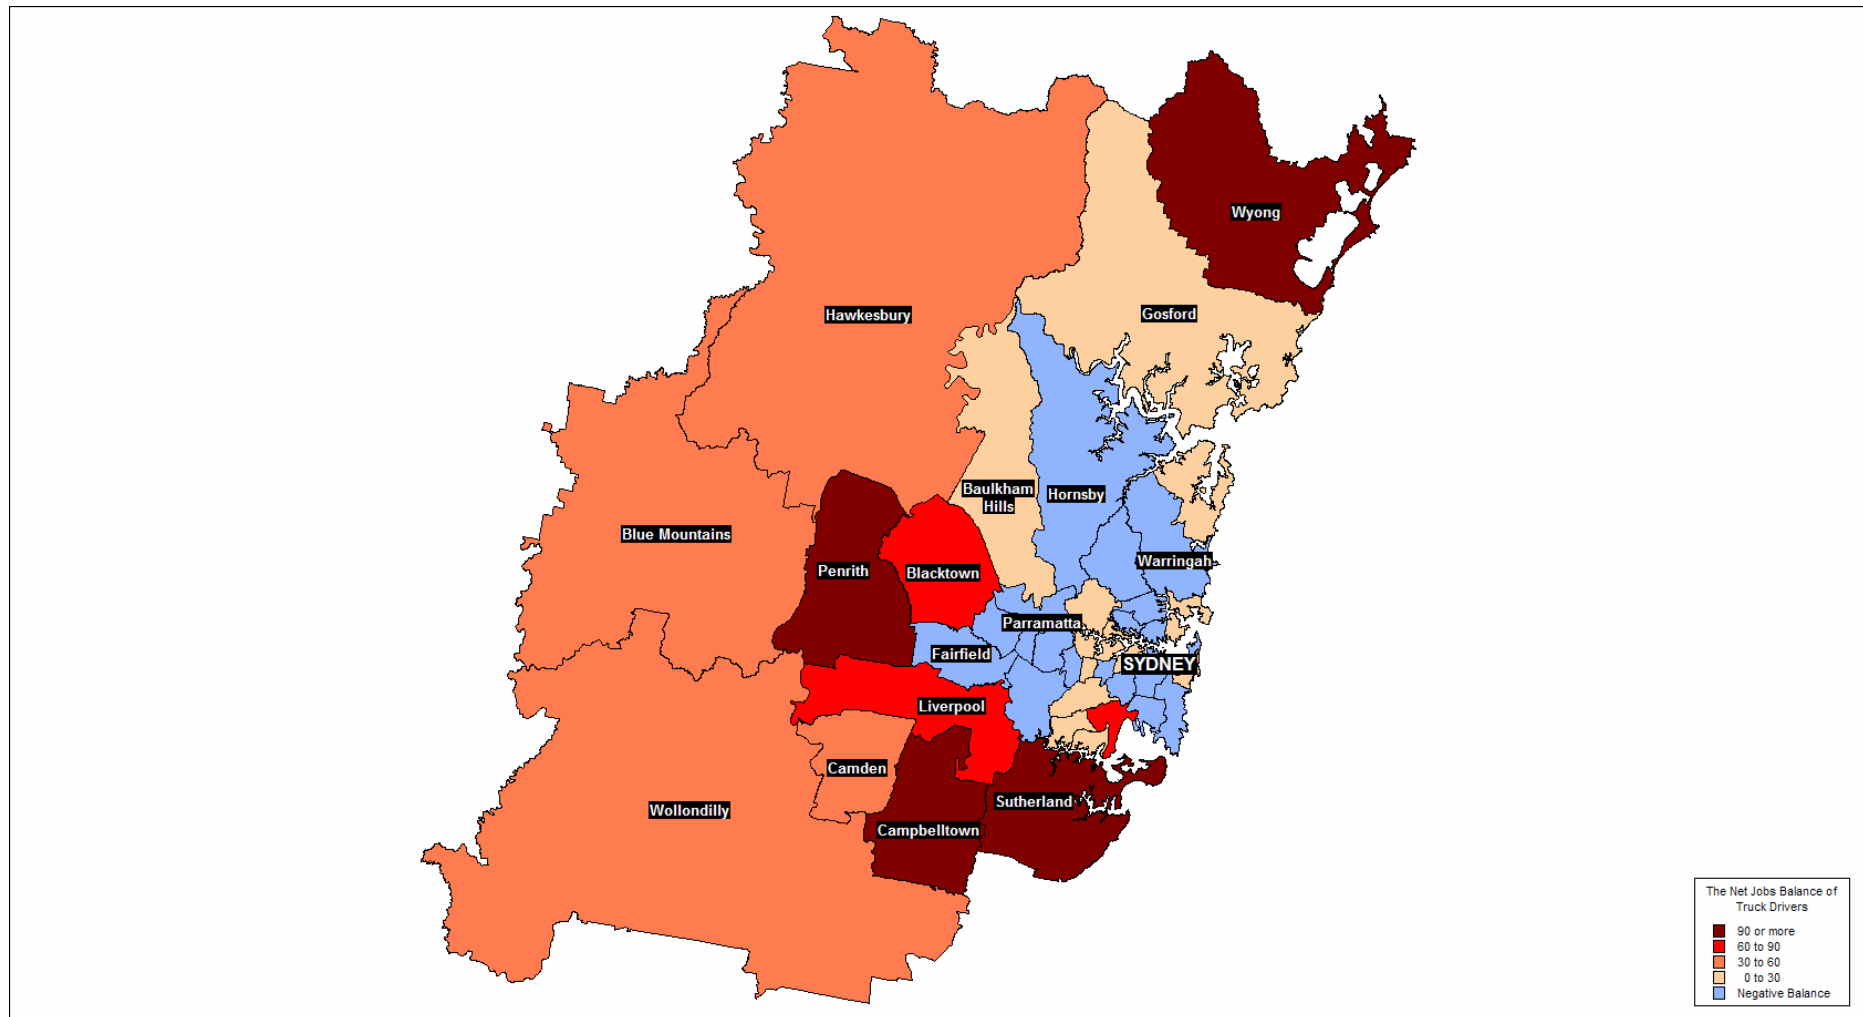 Wyong
Hawkesbury
Gosford
Baulkham
Hills
Hornsby
Blue Mountains
Warringah
Penrith
Blacktown
Parramatta
Fairfield
SYDNEY
Liverpool
Camden
Sutherland
Wollondilly
Campbelltown
The Net Jobs Balance of
Truck Drivers
90 or more
60 to 90
30 to 60
0 to 30
Negative Balance